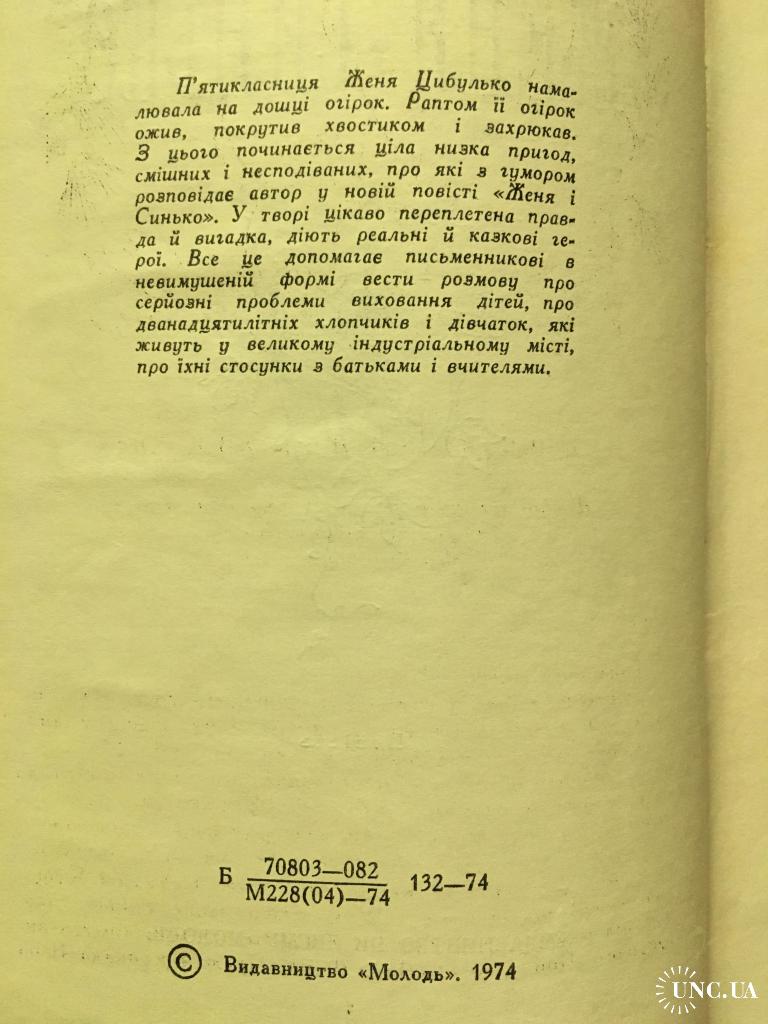 П'ятикласниця Женя Цибулько нама-
лювала на дошці огірок. Раптом її огірок
ожив, покрутив хвостиком і захрюкав.
З цього починається ціла низка пригод,
смішних і несподіваних, про які з гумором
розповідає автор у новій повісті «Женя і
Синько». У творі цікаво переплетена прав-
да й вигадка, діють реальні й казкові ге-
рої. Все це допомагає письменникові в
невимушеній формі вести розмову про
серйозні проблеми виховання дітей, про
дванадцятилітніх хлопчиків і дівчаток, які
живуть у великому індустріальному місті,
про їхні стосунки з батьками і вчителями.
Б 70803—082
М228(04)—74 132—74
© Видавництво «Молодь». 1974
UNC.UA